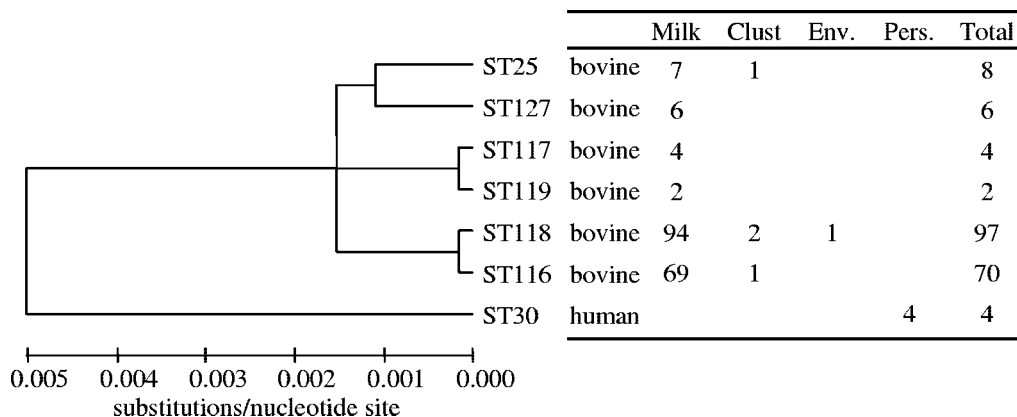 Milk Clust Env. Pers. Total
ST25 bovine 7 1 8
ST127 bovine 6 6
ST117 bovine 4 4
ST119 bovine 2 2
ST118 bovine 94 2 1 97
ST116 bovine 69 1 70
ST30 human 4 4
0.005 0.004 0.003 0.002 0.001 0.000
substitutions/nucleotide site